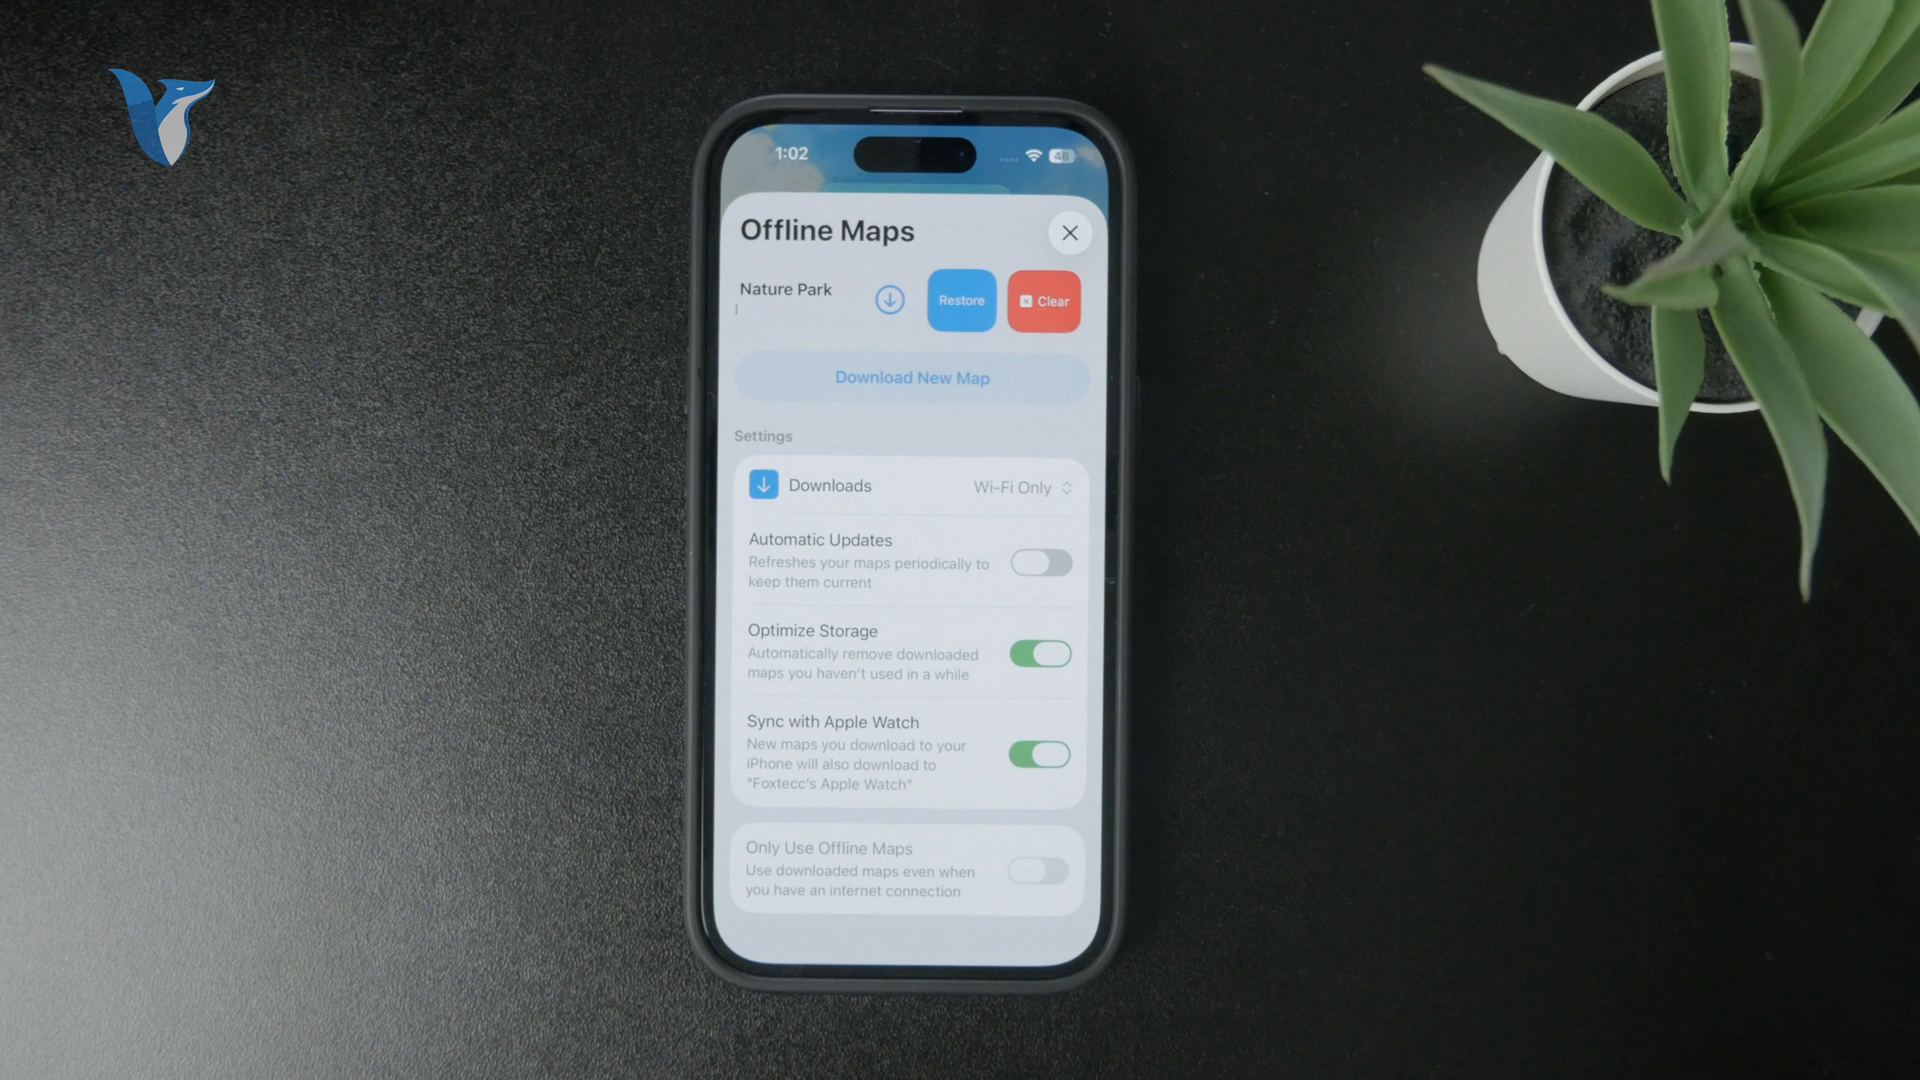 1:02
46
Offline Maps
Nature Park
Restore
Clear
Download New Map
Settings
Downloads
Wi-Fi Only
Automatic Updates
Refreshes your maps periodically to
keep them current
Optimize Storage
Automatically remove downloaded
maps you haven't used in a while
Sync with Apple Watch
New maps you download to your
iPhone will also download to
"Foxtecc's Apple Watch"
Only Use Offline Maps
Use downloaded maps even when
you have an internet connection